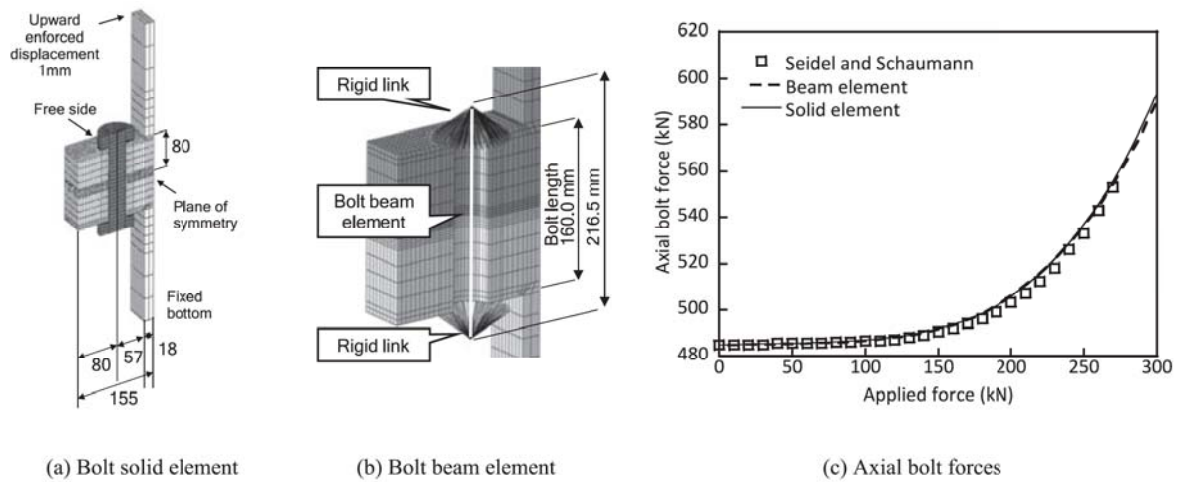 Upward
enforced
displacement
1mm
Free side
80
Plane of
symmetry
Fixed
bottom
80
57
18
155
(a) Bolt solid element
Rigid link
Bolt beam
element
Rigid link
Bolt length
160.0 mm
216.5 mm
(b) Bolt beam element
620
600
580
560
540
520
500
480
Axial bolt force (kN)
Seidel and Schaumann
Beam element
Solid element
0
50
100
150
200
250
300
Applied force (kN)
(c) Axial bolt forces